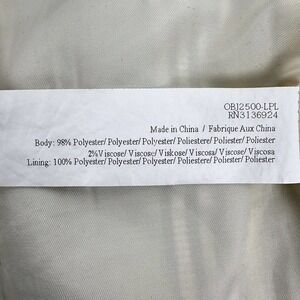 OBJ2500-LPL
RN3136924
Made in China / Fabrique Aux China
Body: 98% Polyester/ Polyester/ Polyester/ Poliestere/ Poliester/ Poliester
2%Viscose/ Viscose/ Viskose/ Viscosa/ Viscose/ Viscosa
Lining: 100% Polyester/ Polyester/ Polyester/ Poliestere/ Poliester/ Poliester